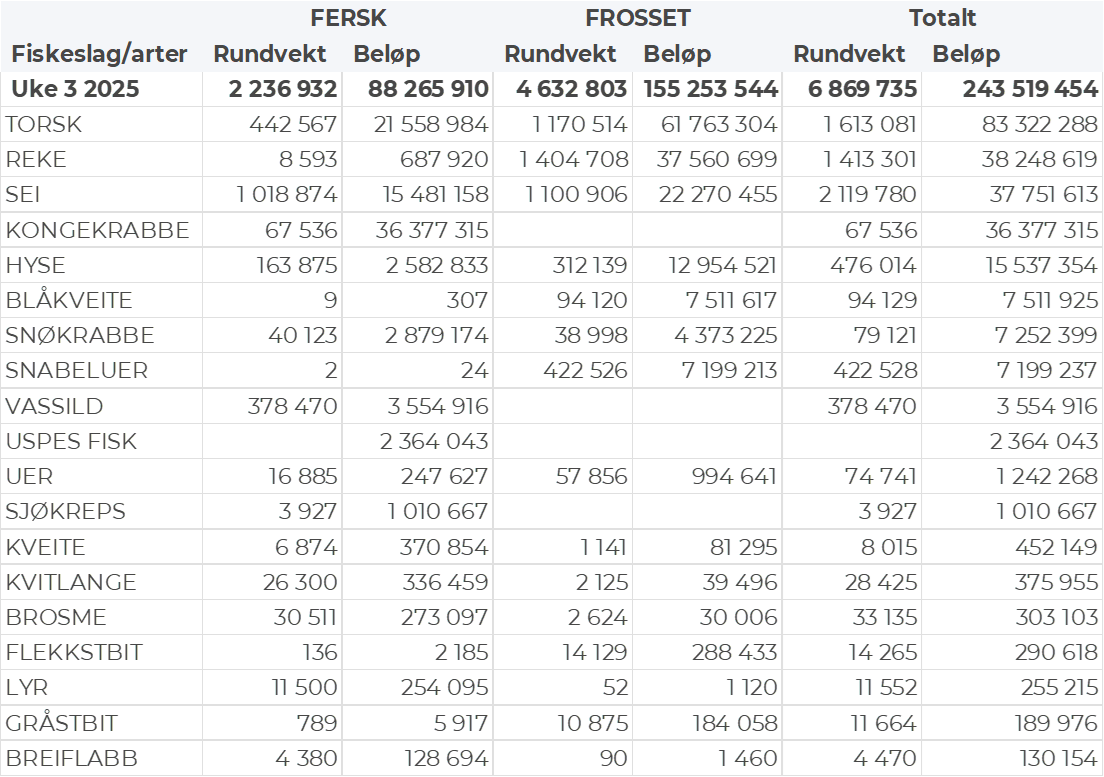 FERSK FROSSET Totalt
Fiskeslag/arter Rundvekt Beløp Rundvekt Beløp Rundvekt Beløp
Uke 3 2025 2 236 932 88 265 910 4 632 803 155 253 544 6 869 735 243 519 454
TORSK 442 567 21 558 984 1 170 514 61 763 304 1 613 081 83 322 288
REKE 8 593 687 920 1 404 708 37 560 699 1 413 301 38 248 619
SEI 1 018 874 15 481 158 1 100 906 22 270 455 2 119 780 37 751 613
KONGEKRABBE 67 536 36 377 315 67 536 36 377 315
HYSE 163 875 2 582 833 312 139 12 954 521 476 014 15 537 354
BLÅKVEITE 9 307 94 120 7 511 617 94 129 7 511 925
SNØKRABBE 40 123 2 879 174 38 998 4 373 225 79 121 7 252 399
SNABELUER 2 24 422 526 7 199 213 422 528 7 199 237
VASSILD 378 470 3 554 916 378 470 3 554 916
USPES FISK 2 364 043 2 364 043
UER 16 885 247 627 57 856 994 641 74 741 1 242 268
SJØKREPS 3 927 1 010 667 3 927 1 010 667
KVEITE 6 874 370 854 1 141 81 295 8 015 452 149
KVITLANGE 26 300 336 459 2 125 39 496 28 425 375 955
BROSME 30 511 273 097 2 624 30 006 33 135 303 103
FLEKKSTBIT 136 2 185 14 129 288 433 14 265 290 618
LYR 11 500 254 095 52 1 120 11 552 255 215
GRÅSTBIT 789 5 917 10 875 184 058 11 664 189 976
BREIFLABB 4 380 128 694 90 1 460 4 470 130 154